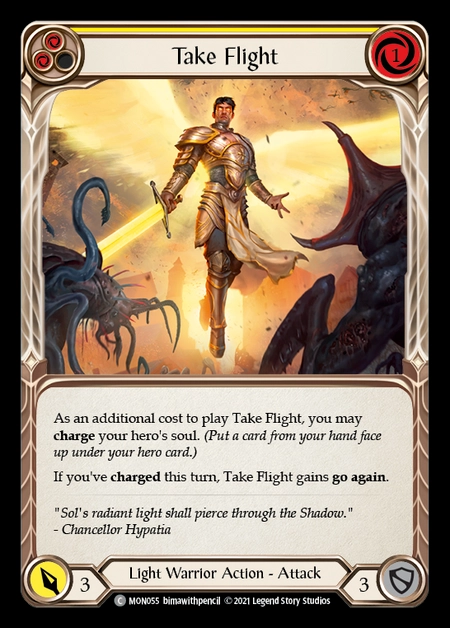 Take Flight
1
As an additional cost to play Take Flight, you may
charge your hero's soul. (Put a card from your hand face
up under your hero card.)
If you've charged this turn, Take Flight gains go again.
"Sol's radiant light shall pierce through the Shadow."
- Chancellor Hypatia
3
Light Warrior Action - Attack
3
C MON055 bimawithpencil © 2021 Legend Story Studios